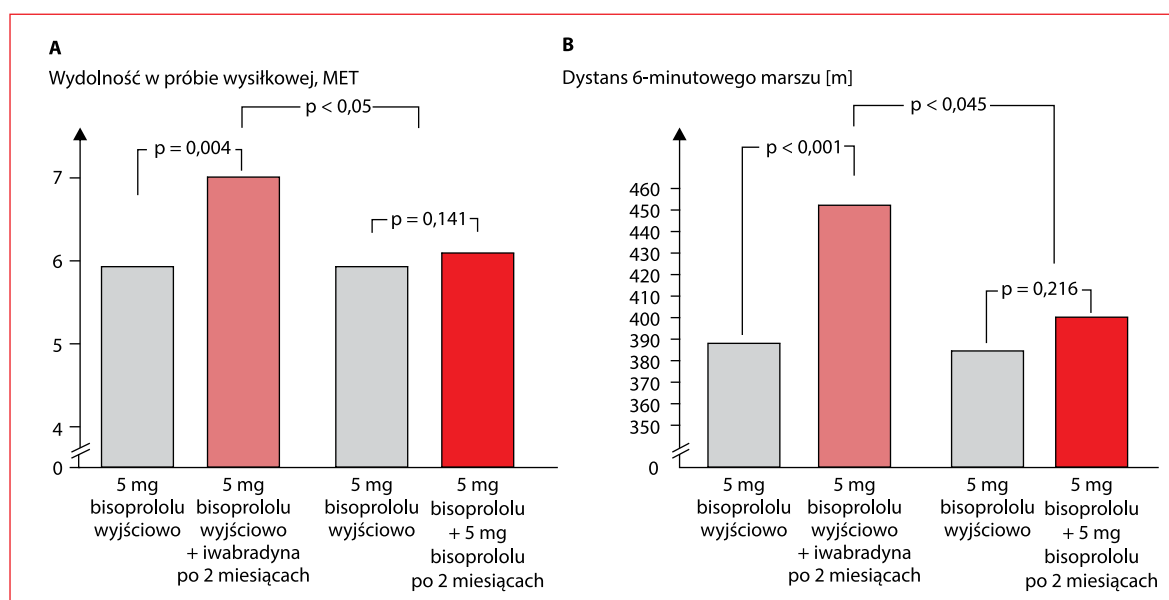 A
Wydolność w próbie wysiłkowej, MET
p < 0,05
p = 0,004
p = 0,141
7
6
5
4
0
5 mg
bisoprololu
wyjściowo
5 mg
bisoprololu
wyjściowo
+ iwabradyna
po 2 miesiącach
5 mg
bisoprololu
wyjściowo
5 mg
bisoprololu
+ 5 mg
bisoprololu
po 2 miesiącach
B
Dystans 6-minutowego marszu [m]
p < 0,045
p < 0,001
p = 0,216
460
450
440
430
420
410
400
390
380
370
360
350
0
5 mg
bisoprololu
wyjściowo
5 mg
bisoprololu
wyjściowo
+ iwabradyna
po 2 miesiącach
5 mg
bisoprololu
wyjściowo
5 mg
bisoprololu
+ 5 mg
bisoprololu
po 2 miesiącach